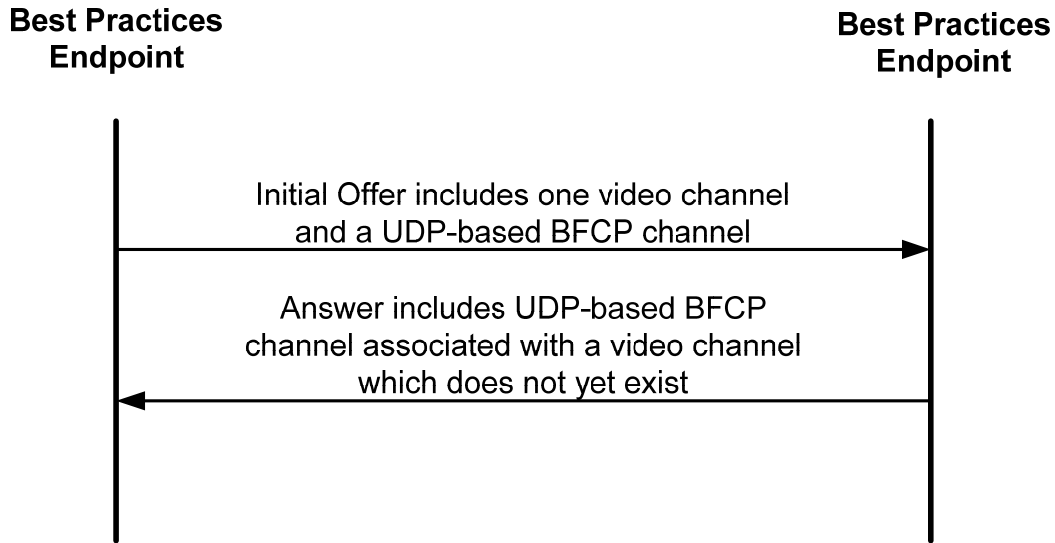 Best Practices
Endpoint
Best Practices
Endpoint
Initial Offer includes one video channel
and a UDP-based BFCP channel
Answer includes UDP-based BFCP
channel associated with a video channel
which does not yet exist